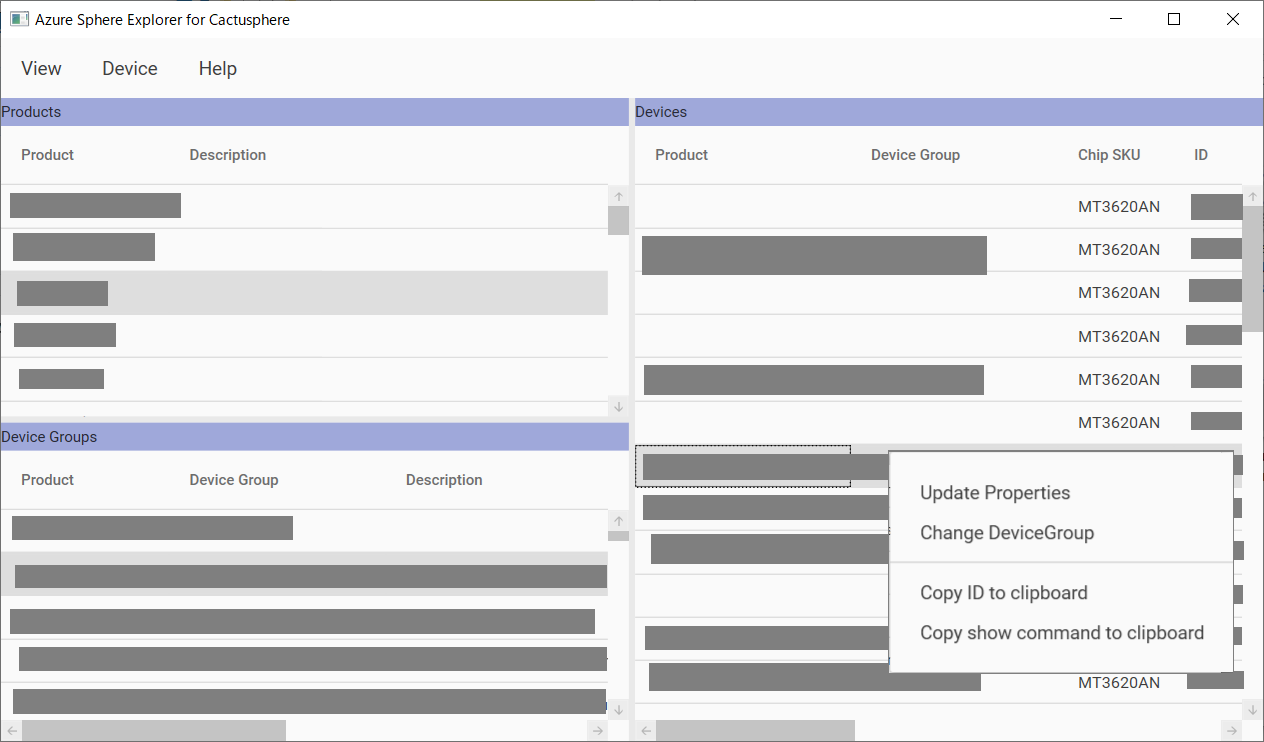 Azure Sphere Explorer for Cactusphere
View Device Help
Products
Product Description
Device Groups
Product Device Group Description
Devices
Product Device Group Chip SKU ID
MT3620AN
MT3620AN
MT3620AN
MT3620AN
MT3620AN
MT3620AN
Update Properties
Change DeviceGroup
Copy ID to clipboard
Copy show command to clipboard
MT3620AN